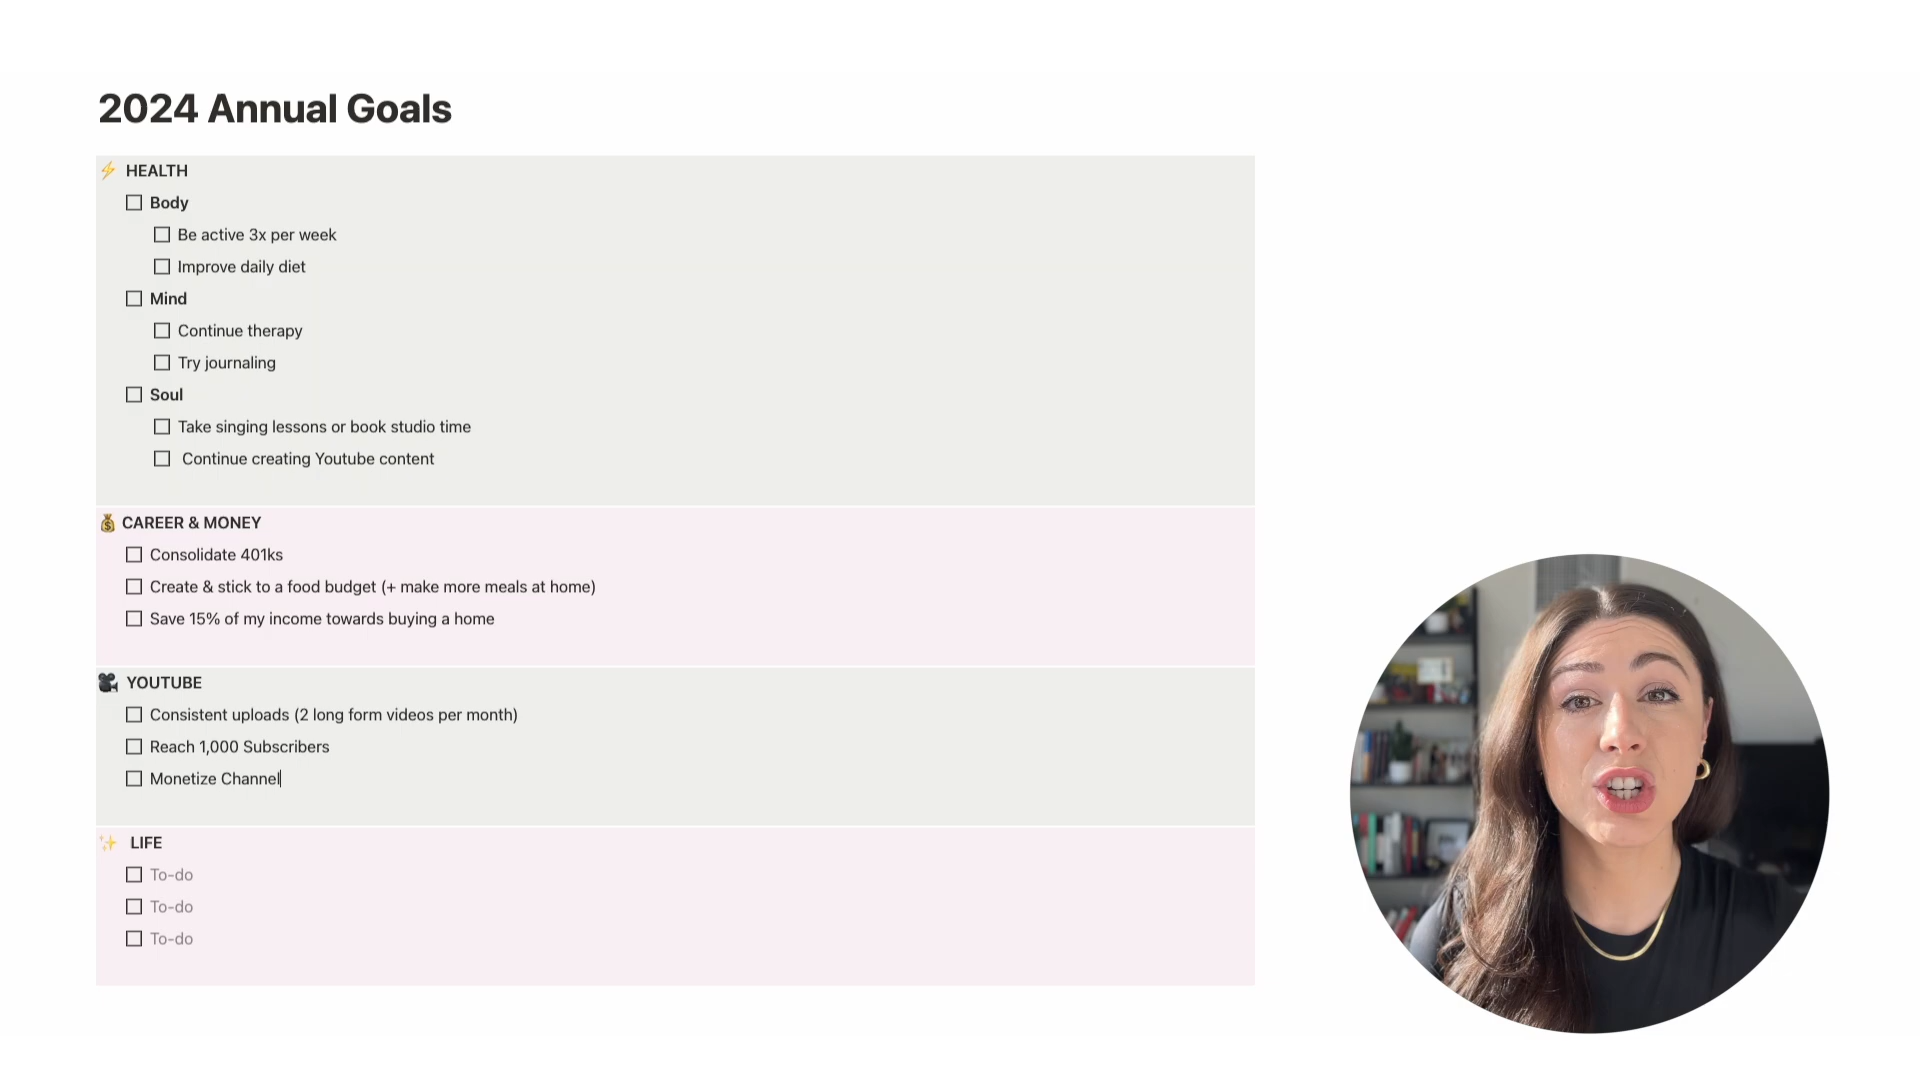 2024 Annual Goals
HEALTH
Body
Be active 3x per week
Improve daily diet
Mind
Continue therapy
Try journaling
Soul
Take singing lessons or book studio time
Continue creating Youtube content
CAREER & MONEY
Consolidate 401ks
Create & stick to a food budget (+ make more meals at home)
Save 15% of my income towards buying a home
YOUTUBE
Consistent uploads (2 long form videos per month)
Reach 1,000 Subscribers
Monetize Channel
LIFE
To-do
To-do
To-do